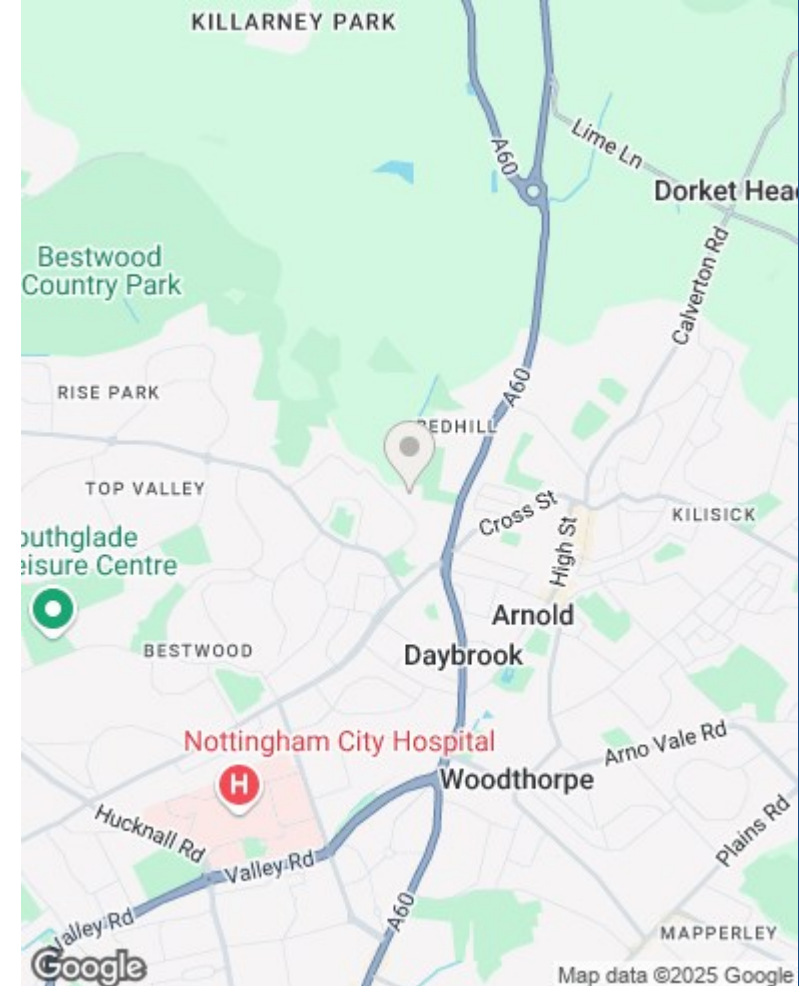 KILLARNEY PARK
A60
Lime Ln
Dorket Hea
Calverton Rd
Bestwood
Country Park
A60
RISE PARK
EDHILL
TOP VALLEY
Cross St
KILISICK
outhglade
eisure Centre
High St
Arnold
BESTWOOD
Daybrook
Nottingham City Hospital
H
Arno Vale Rd
Woodthorpe
Hucknall Rd
Plains Rd
Valley Rd
A60
Valley Rd
MAPPERLEY
Google
Map data ©2025 Google